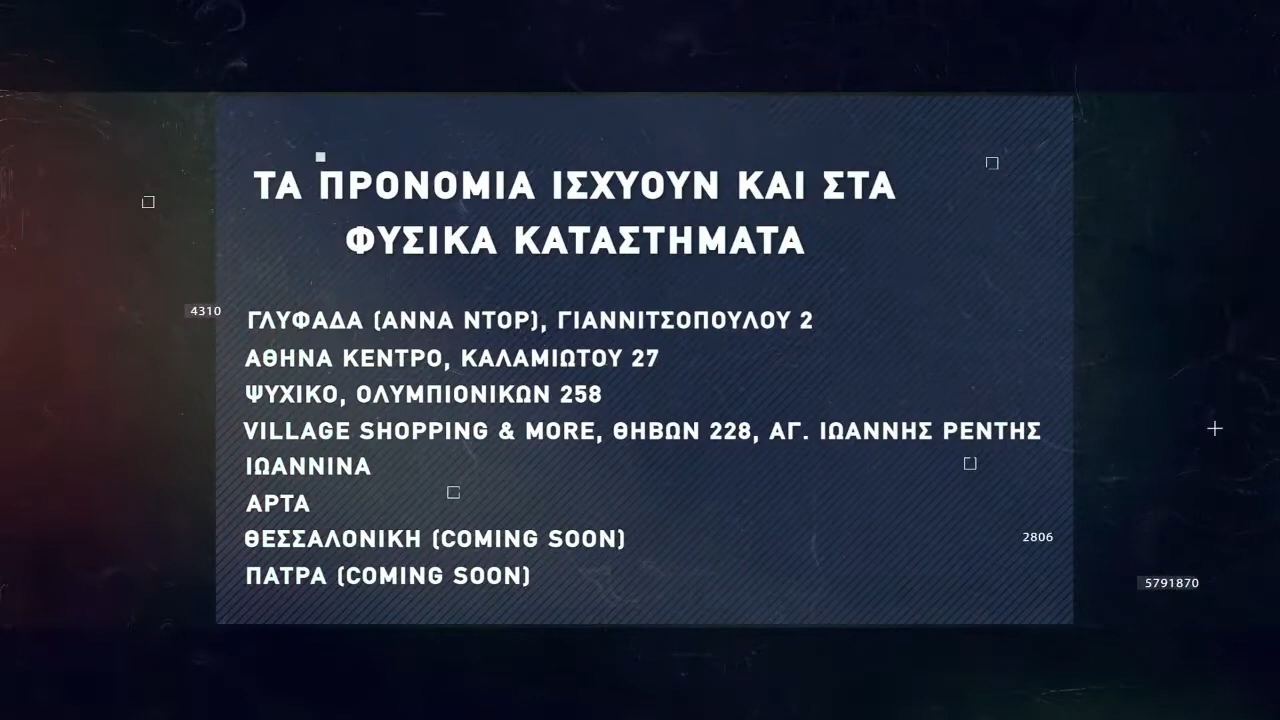 ΤΑ ΠΡΟΝΟΜΙΑ ΙΣΧΥΟΥΝ ΚΑΙ ΣΤΑ
ΦΥΣΙΚΑ ΚΑΤΑΣΤΗΜΑΤΑ
4310
ΓΛΥΦΑΔΑ (ΑΝΝΑ ΝΤΟΡ), ΓΙΑΝΝΙΤΣΟΠΟΥΛΟΥ 2
ΑΘΗΝΑ ΚΕΝΤΡΟ, ΚΑΛΑΜΙΩΤΟΥ 27
ΨΥΧΙΚΟ, ΟΛΥΜΠΙΟΝΙΚΩΝ 258
VILLAGE SHOPPING & MORE, ΘΗΒΩΝ 228, ΑΓ. ΙΩΑΝΝΗΣ ΡΕΝΤΗΣ
ΙΩΑΝΝΙΝΑ
ΑΡΤΑ
ΘΕΣΣΑΛΟΝΙΚΗ (COMING SOON)
2806
ΠΑΤΡΑ (COMING SOON)
5791870